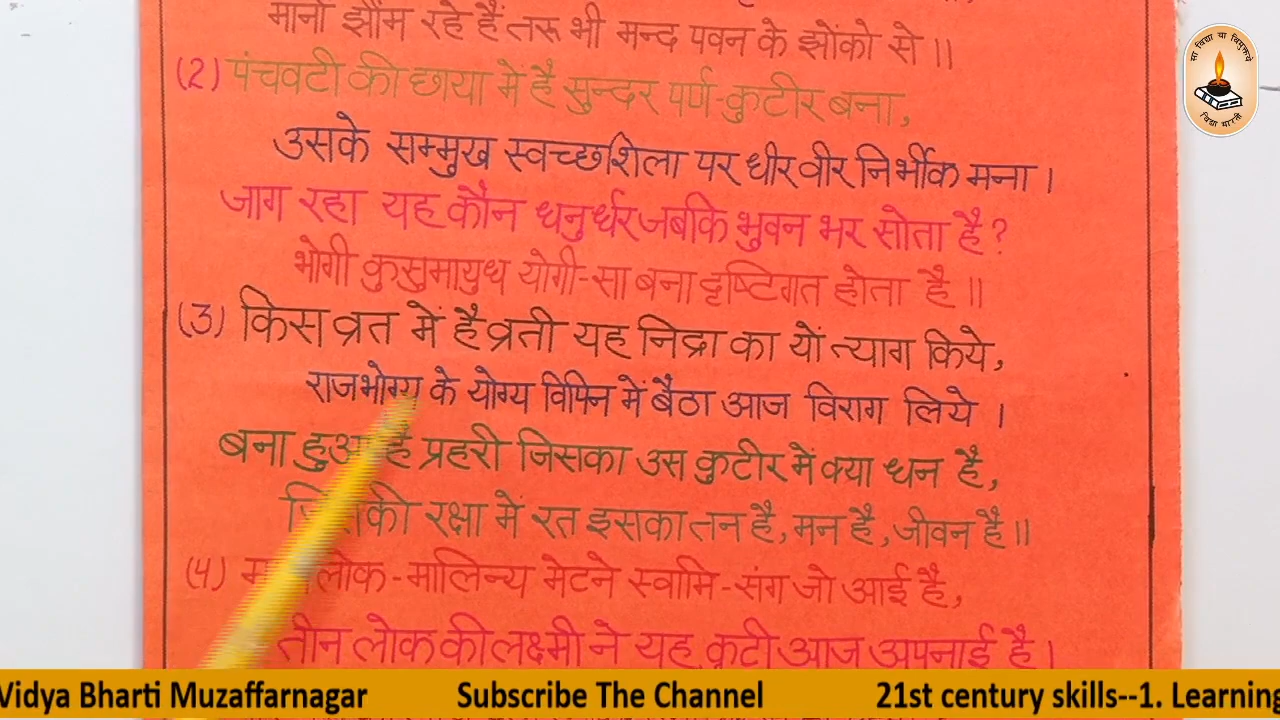 मानो झौंम रहे हैं तरू भी मन्द पवन के झोंको से ।।
(2) पंचवटी की छाया में है सुन्दर पर्ण-कुटीर बना,
उसके सम्मुख स्वच्छशिला पर धीर वीर निर्भीक मना ।
जाग रहा यह कौन धनुर्धर जबकि भुवन भर सोता है?
भोगी कुसुमायुध योगी-सा बना दृष्टिगत होता है ॥
(3) किस व्रत में है व्रती यह निद्रा का यों त्याग किये,
राजभोग्य के योग्य विपिन में बैठा आज विराग लिये ।
बना हुआ है प्रहरी जिसका उस कुटीर में क्या धन है,
की रक्षा में रत इसका तन है, मन है, जीवन है ॥
(4) लोक-मालिन्य मेटने स्वामि-संग जो आई है,
तीन लोक की लक्ष्मी ने यह कुटी आज अपनाई है ।
सा विद्या या विमुक्तये
विद्या भारती
Vidya Bharti Muzaffarnagar Subscribe The Channel 21st century skills--1. Learning